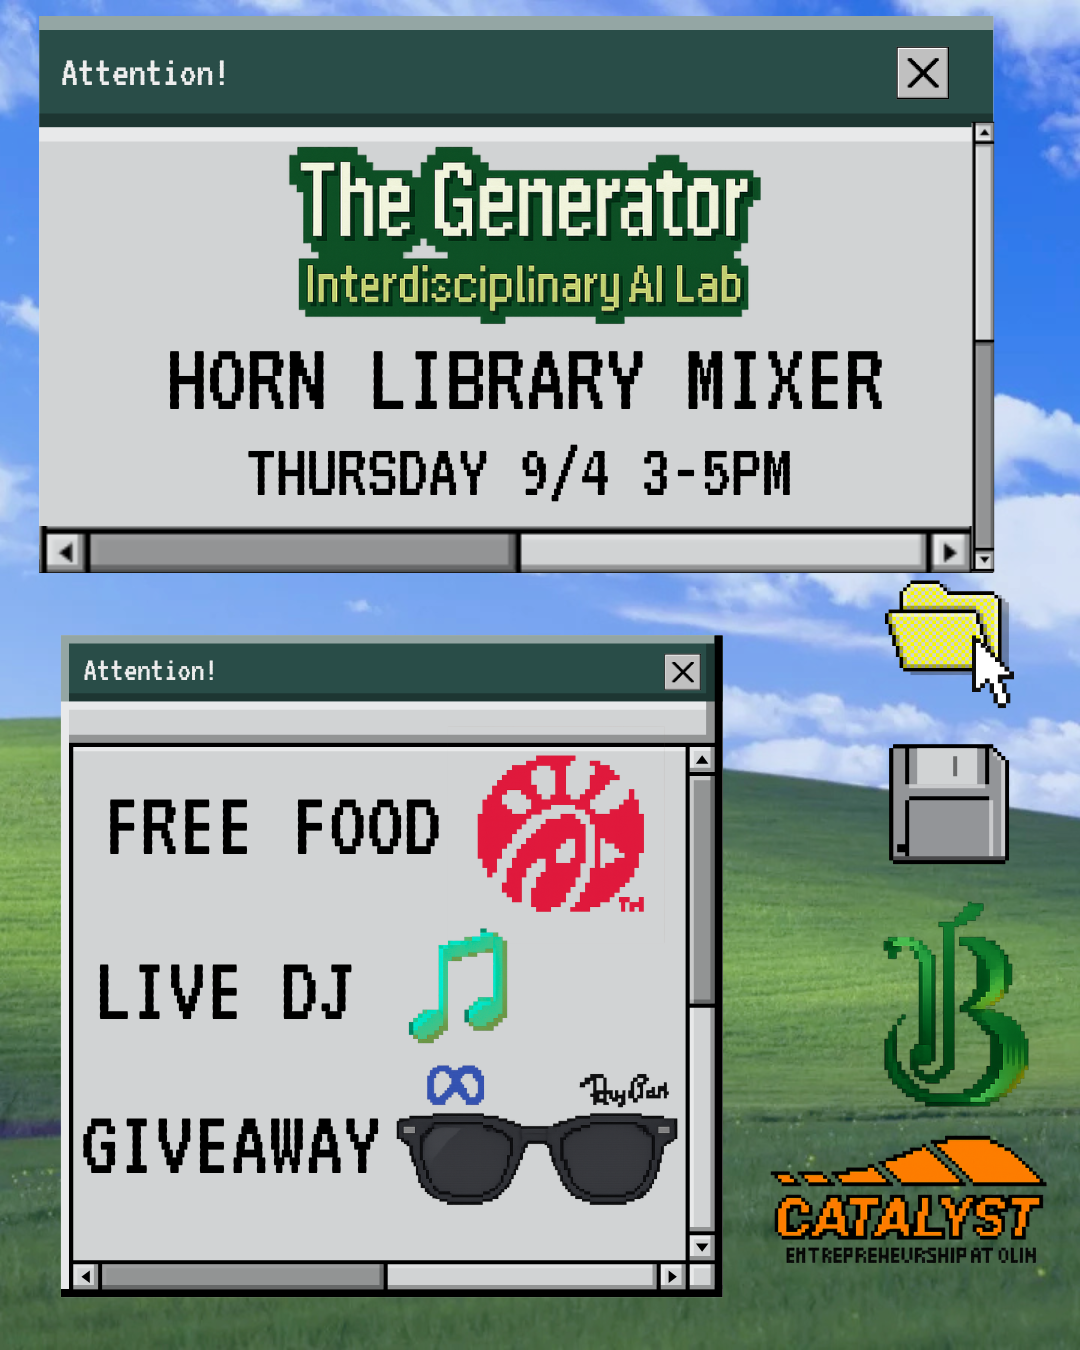 Attention!
The Generator
Interdisciplinary AI Lab
HORN LIBRARY MIXER
THURSDAY 9/4 3-5PM
Attention!
FREE FOOD
TM
LIVE DJ
Ray-Ban
GIVEAWAY
B
CATALYST
ENTREPRENEURSHIP AT OLIN